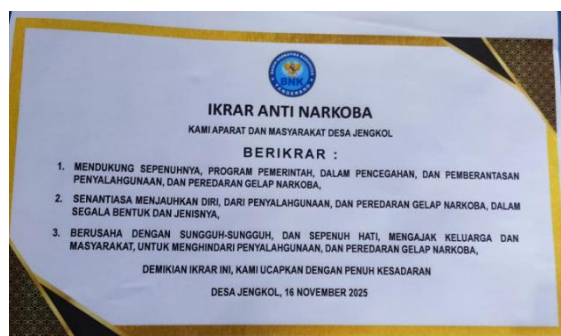 BNK
TANGERANG
IKRAR ANTI NARKOBA
KAMI APARAT DAN MASYARAKAT DESA JENGKOL
BERIKRAR :
1. MENDUKUNG SEPENUHNYA, PROGRAM PEMERINTAH, DALAM PENCEGAHAN, DAN PEMBERANTASAN
PENYALAHGUNAAN, DAN PEREDARAN GELAP NARKOBA,
2. SENANTIASA MENJAUHKAN DIRI, DARI PENYALAHGUNAAN, DAN PEREDARAN GELAP NARKOBA, DALAM
SEGALA BENTUK DAN JENISNYA,
3. BERUSAHA DENGAN SUNGGUH-SUNGGUH, DAN SEPENUH HATI, MENGAJAK KELUARGA DAN
MASYARAKAT, UNTUK MENGHINDARI PENYALAHGUNAAN, DAN PEREDARAN GELAP NARKOBA,
DEMIKIAN IKRAR INI, KAMI UCAPKAN DENGAN PENUH KESADARAN
DESA JENGKOL, 16 NOVEMBER 2025